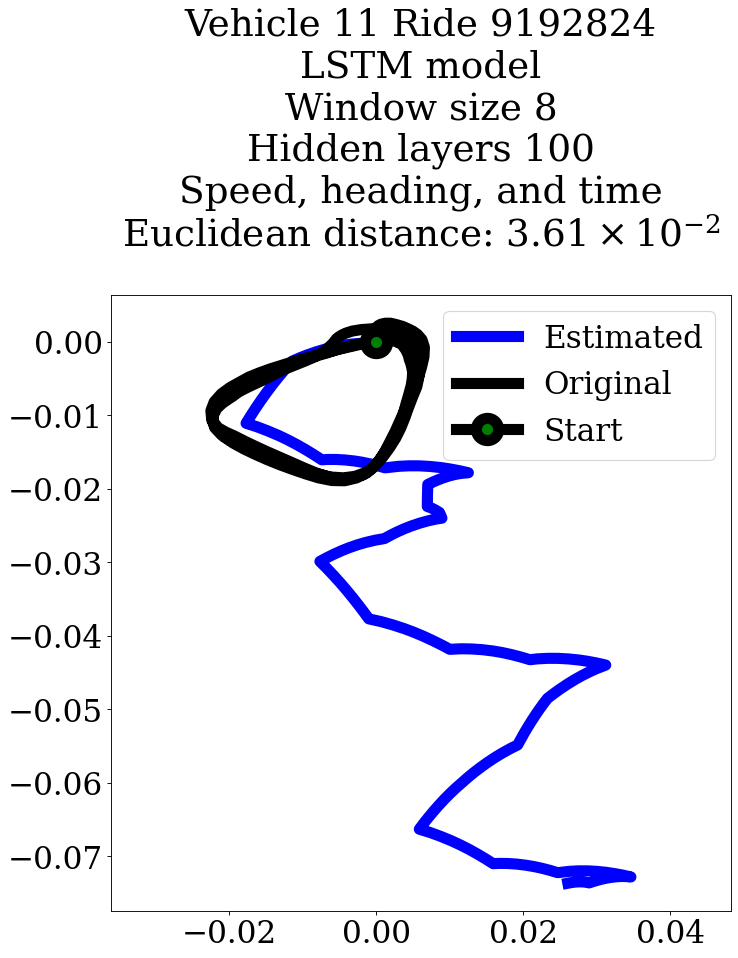 Vehicle 11 Ride 9192824
LSTM model
Window size 8
Hidden layers 100
Speed, heading, and time
Euclidean distance: 3.61 × 10⁻²
Estimated
Original
Start
0.00
−0.01
−0.02
−0.03
−0.04
−0.05
−0.06
−0.07
−0.02 0.00 0.02 0.04